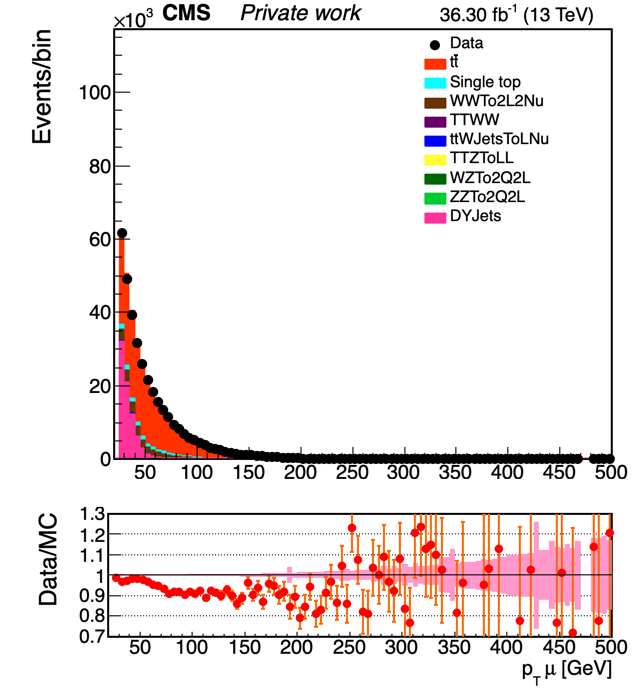 ×10³ CMS Private work 36.30 fb⁻¹ (13 TeV)
Events/bin
100
80
60
40
20
0
50 100 150 200 250 300 350 400 450 500
Data
tt̄
Single top
WWTo2L2Nu
TTWW
ttWJetsToLNu
TTZToLL
WZTo2Q2L
ZZTo2Q2L
DYJets
Data/MC
1.3
1.2
1.1
1
0.9
0.8
0.7
50 100 150 200 250 300 350 400 450 500
p_T μ [GeV]